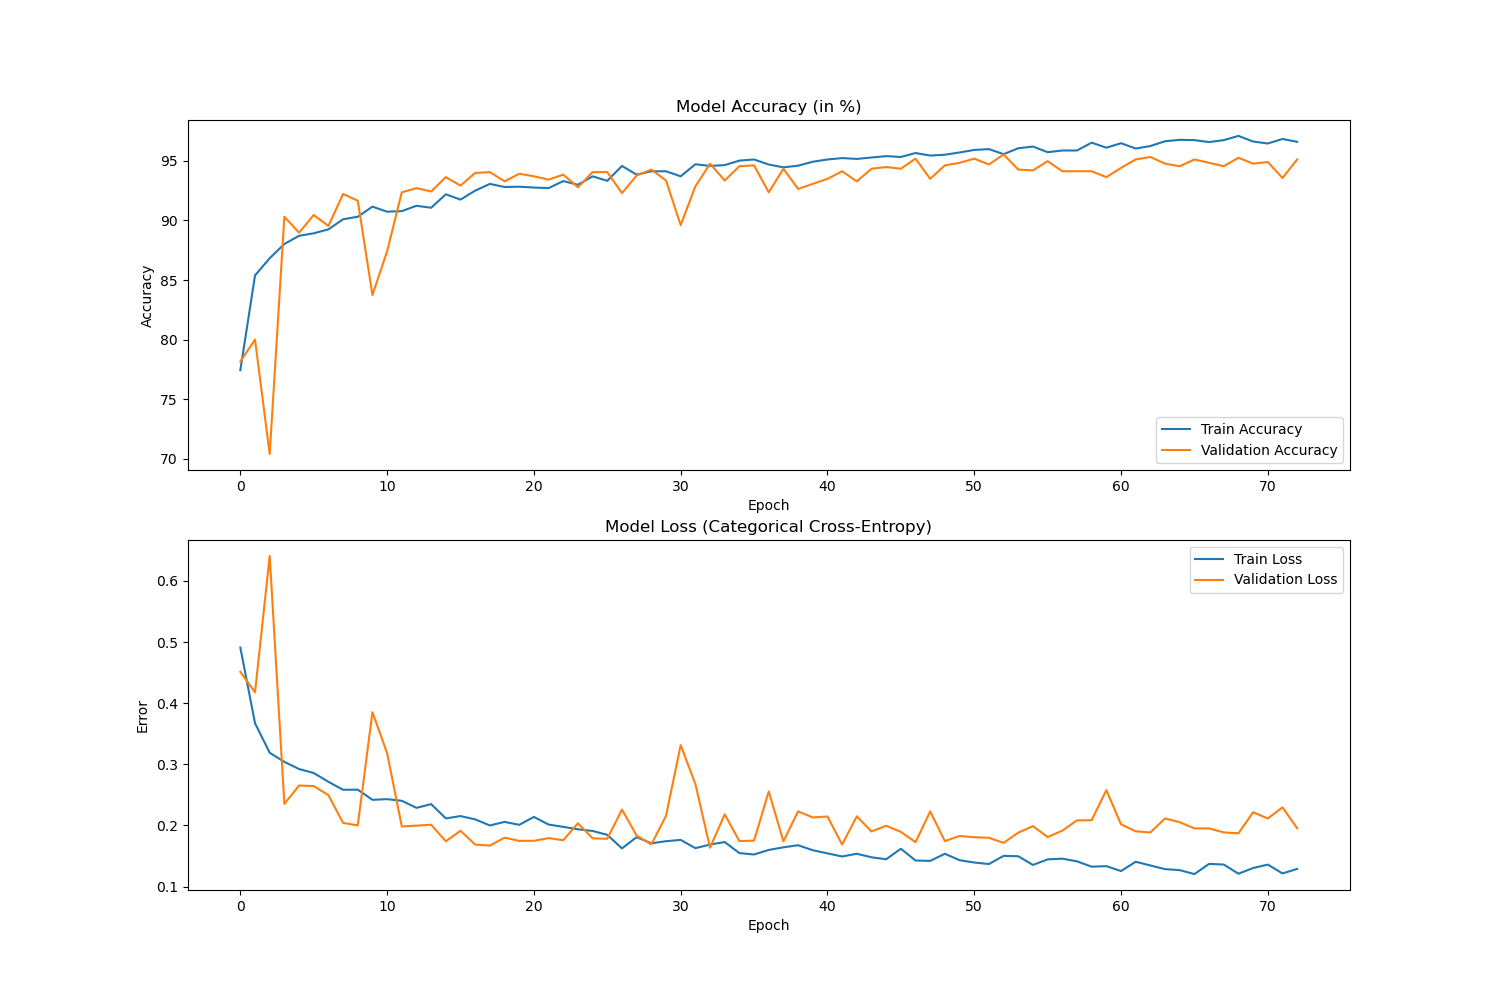 Model Accuracy (in %)
95
90
85
80
75
70
Accuracy
Train Accuracy
Validation Accuracy
0 10 20 30 40 50 60 70
Epoch
Model Loss (Categorical Cross-Entropy)
Train Loss
Validation Loss
0.6
0.5
0.4
0.3
0.2
0.1
Error
0 10 20 30 40 50 60 70
Epoch